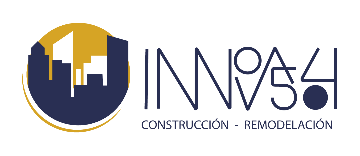 INNOVA54
CONSTRUCCIÓN - REMODELACIÓN